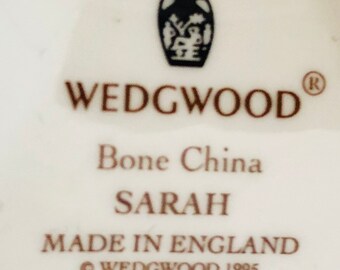 WEDGWOOD®
Bone China
SARAH
MADE IN ENGLAND
© WEDGWOOD 1995